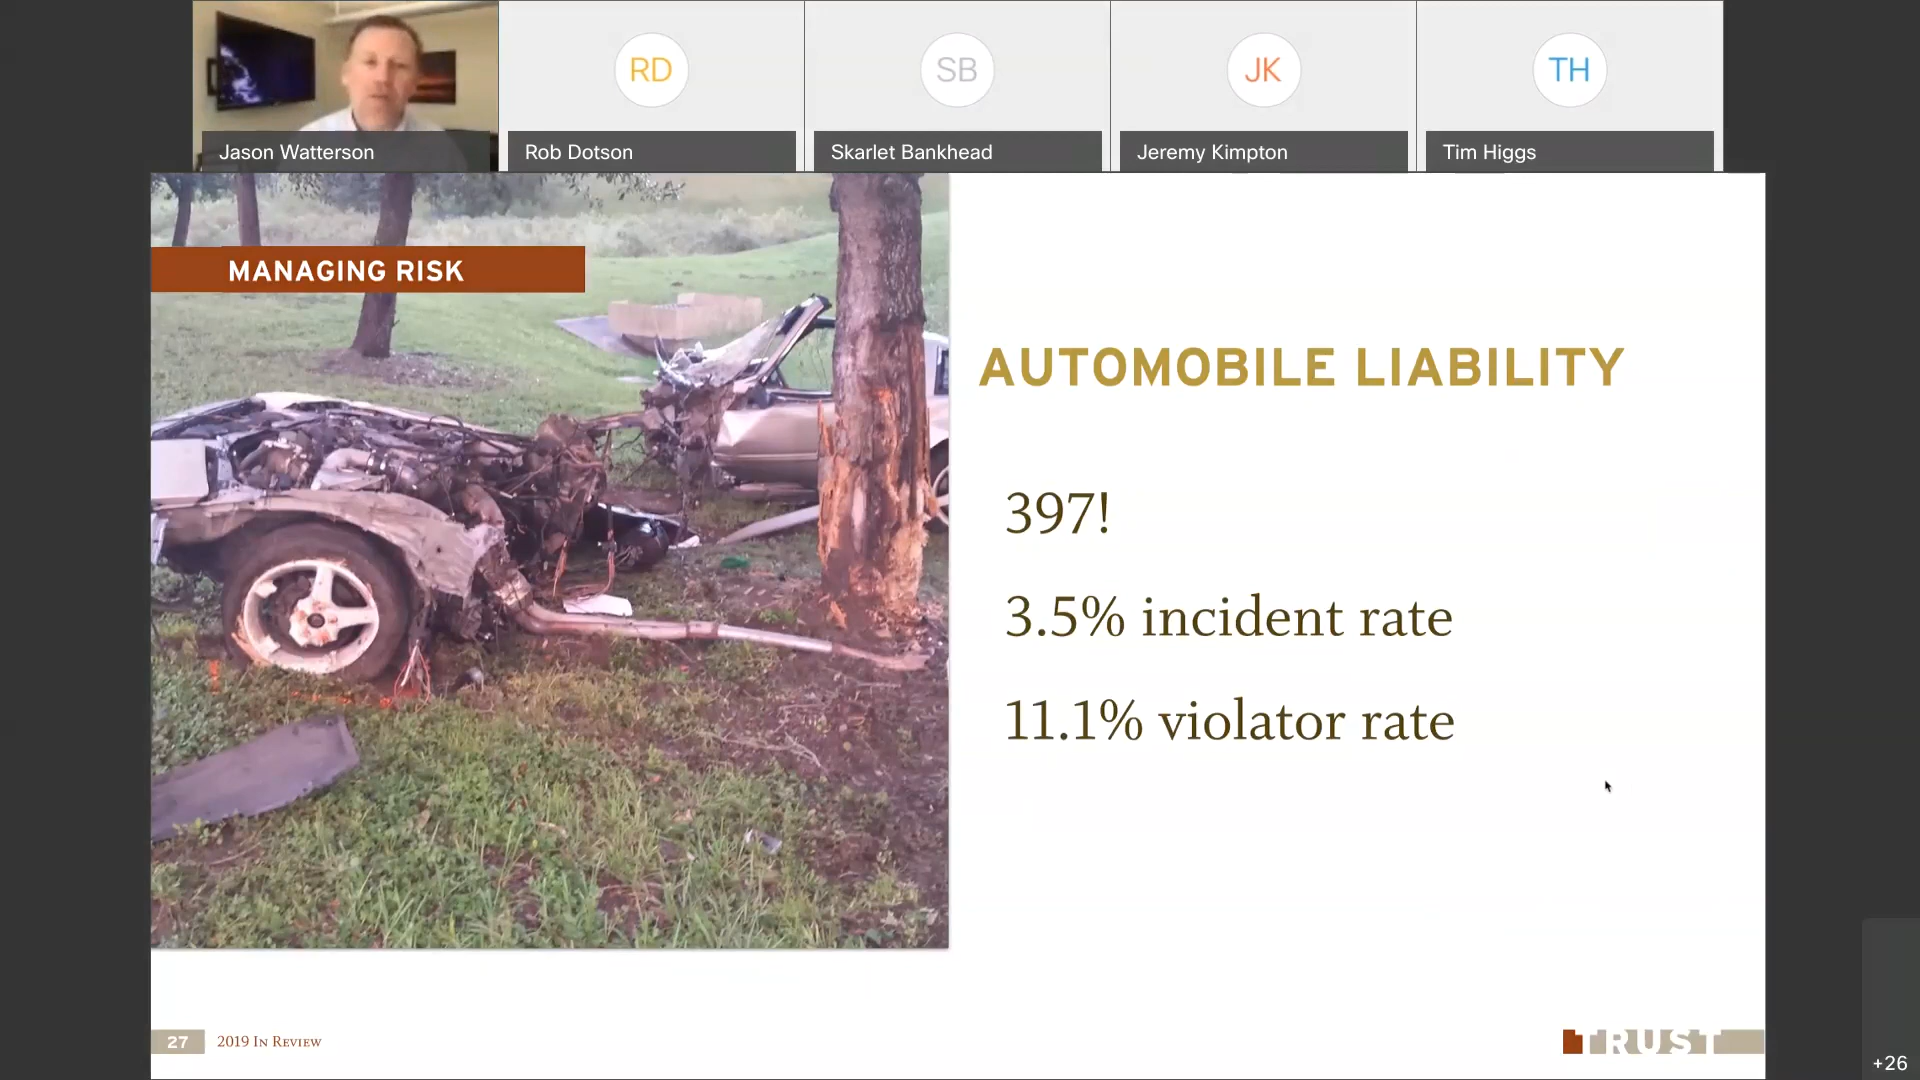 RD
SB
JK
TH
Jason Watterson
Rob Dotson
Skarlet Bankhead
Jeremy Kimpton
Tim Higgs
MANAGING RISK
AUTOMOBILE LIABILITY
397!
3.5% incident rate
11.1% violator rate
27
2019 In Review
TRUST
+26